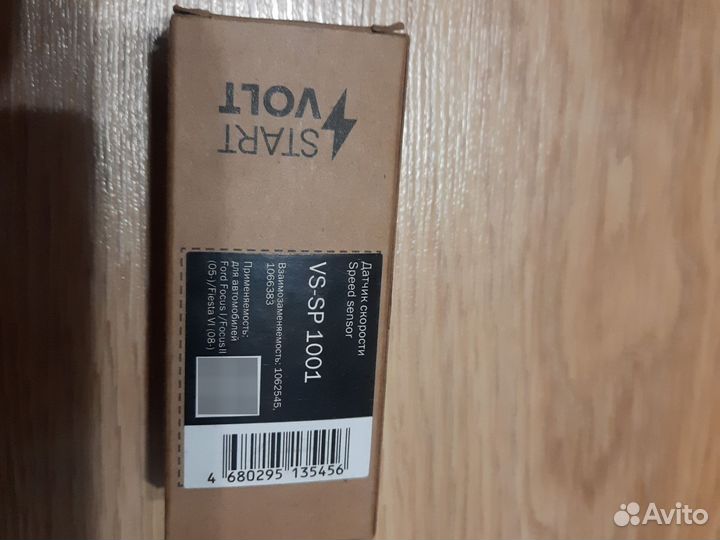 START
VOLT
Датчик скорости
Speed sensor
VS-SP 1001
Взаимозаменяемость: 1062545,
1066383
Применяемость:
для автомобилей
Ford Focus I/Focus II
(05-)/Fiesta VI (08-)
4 680295 135456
Avito